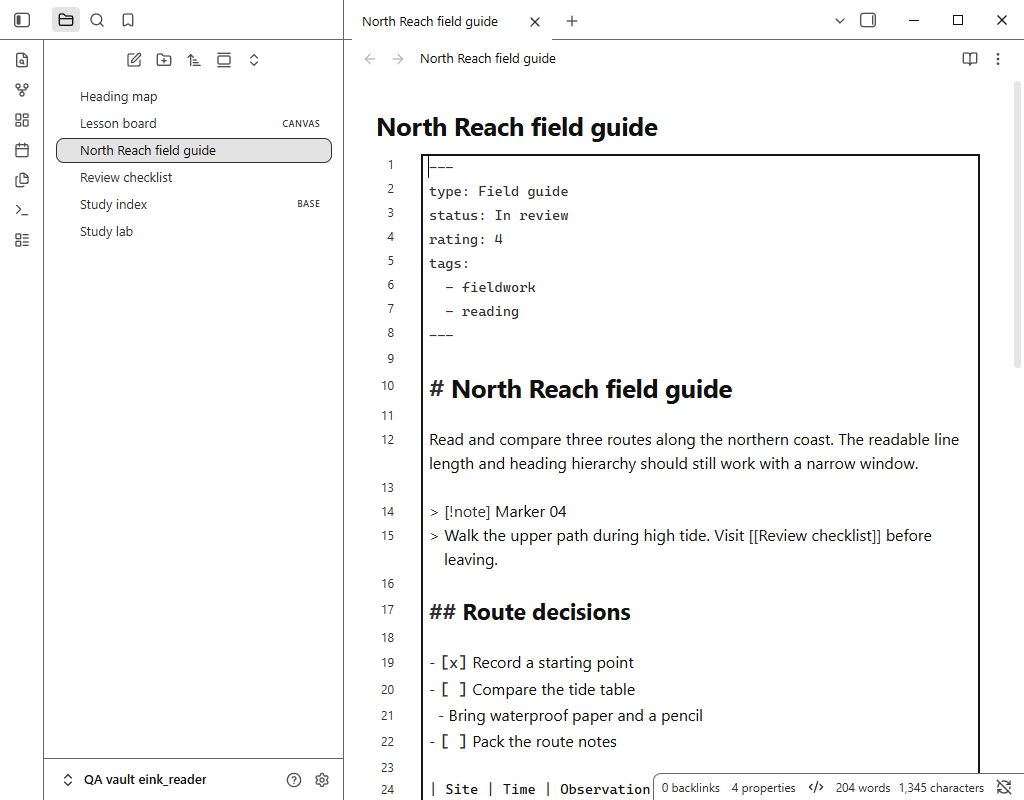 North Reach field guide
North Reach field guide
Heading map
Lesson board CANVAS
North Reach field guide
Review checklist
Study index BASE
Study lab
QA vault eink_reader
North Reach field guide
1 ---
2 type: Field guide
3 status: In review
4 rating: 4
5 tags:
6 - fieldwork
7 - reading
8 ---
9
10 # North Reach field guide
11
12 Read and compare three routes along the northern coast. The readable line
length and heading hierarchy should still work with a narrow window.
13
14 > [!note] Marker 04
15 > Walk the upper path during high tide. Visit [[Review checklist]] before
leaving.
16
17 ## Route decisions
18
19 - [x] Record a starting point
20 - [ ] Compare the tide table
21 - Bring waterproof paper and a pencil
22 - [ ] Pack the route notes
23
24 | Site | Time | Observation
0 backlinks 4 properties 204 words 1,345 characters